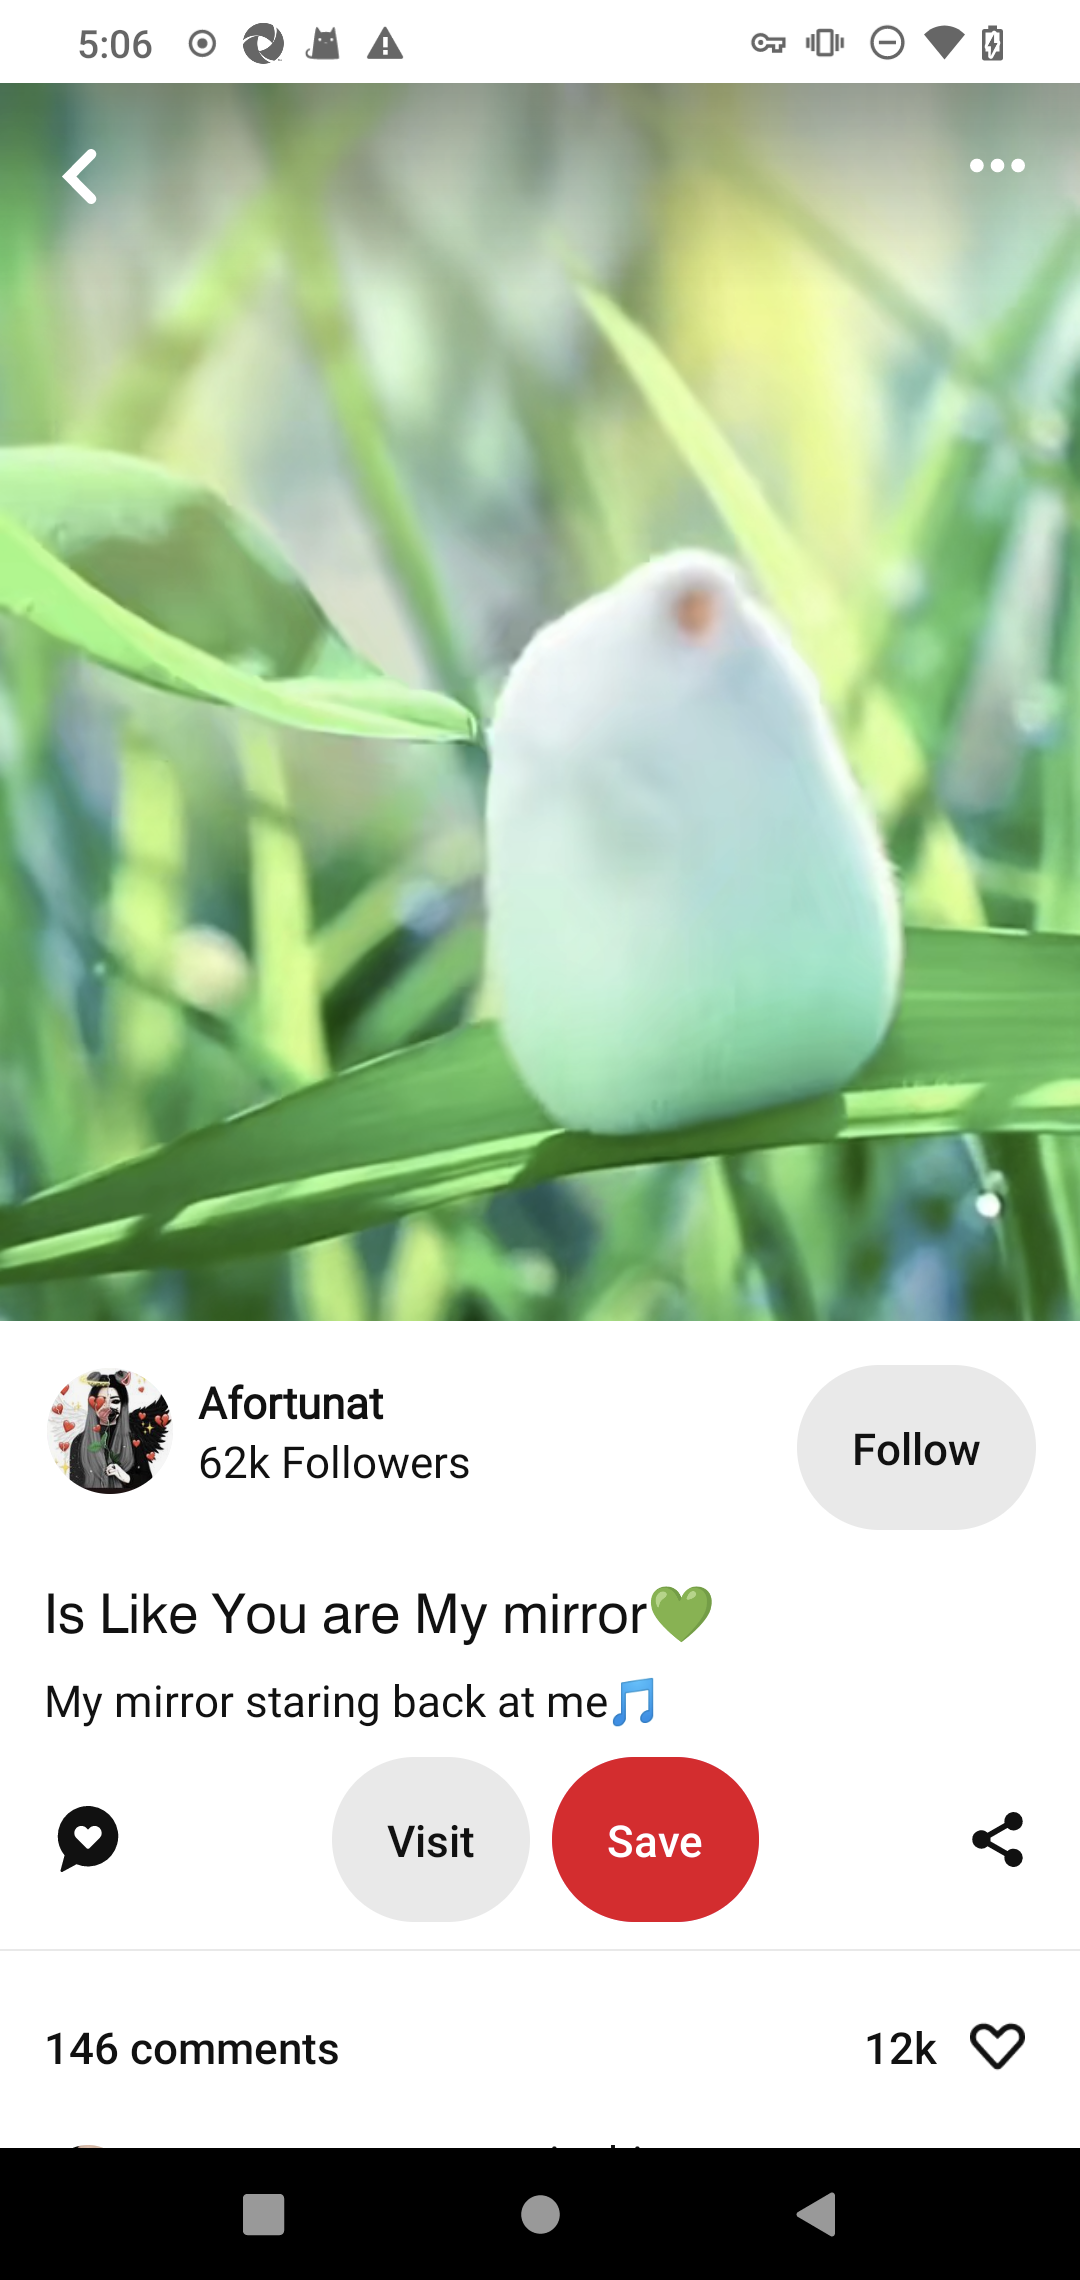 5:06
Afortunat
62k Followers
Follow
Is Like You are My mirror💚
My mirror staring back at me🎵
Visit
Save
146 comments
12k